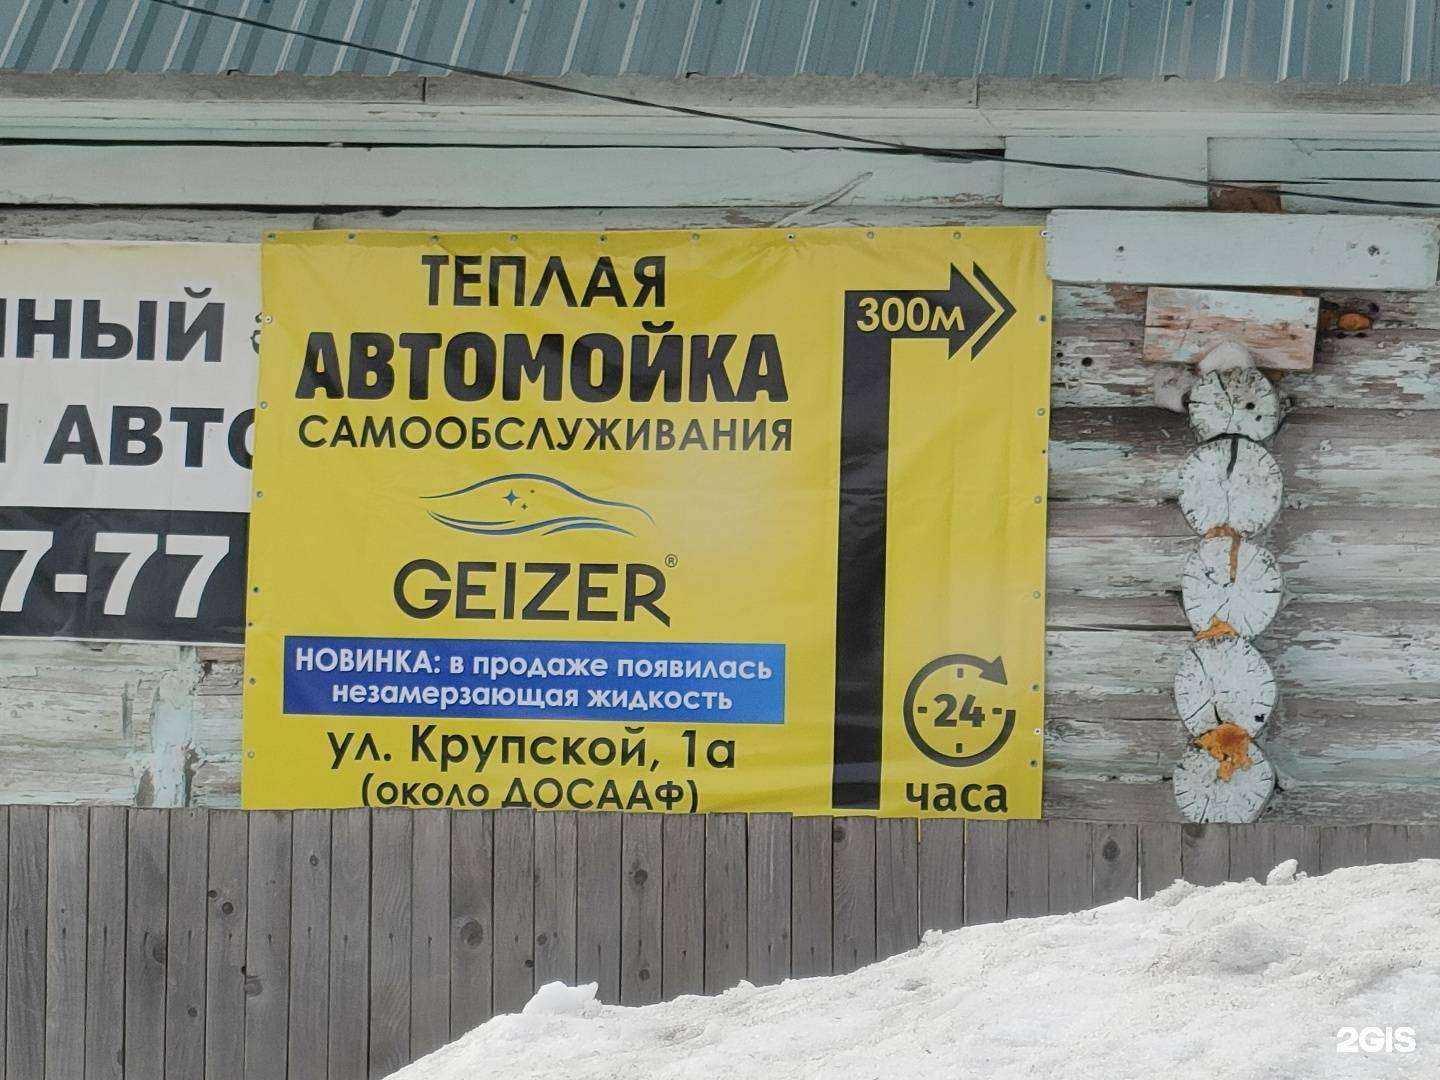 ТЕПЛАЯ
АВТОМОЙКА
САМООБСЛУЖИВАНИЯ
GEIZER®
НОВИНКА: в продаже появилась
незамерзающая жидкость
ул. Крупской, 1а
(около ДОСААФ)
300м
24
часа
ный
АВТО
7-77
2GIS